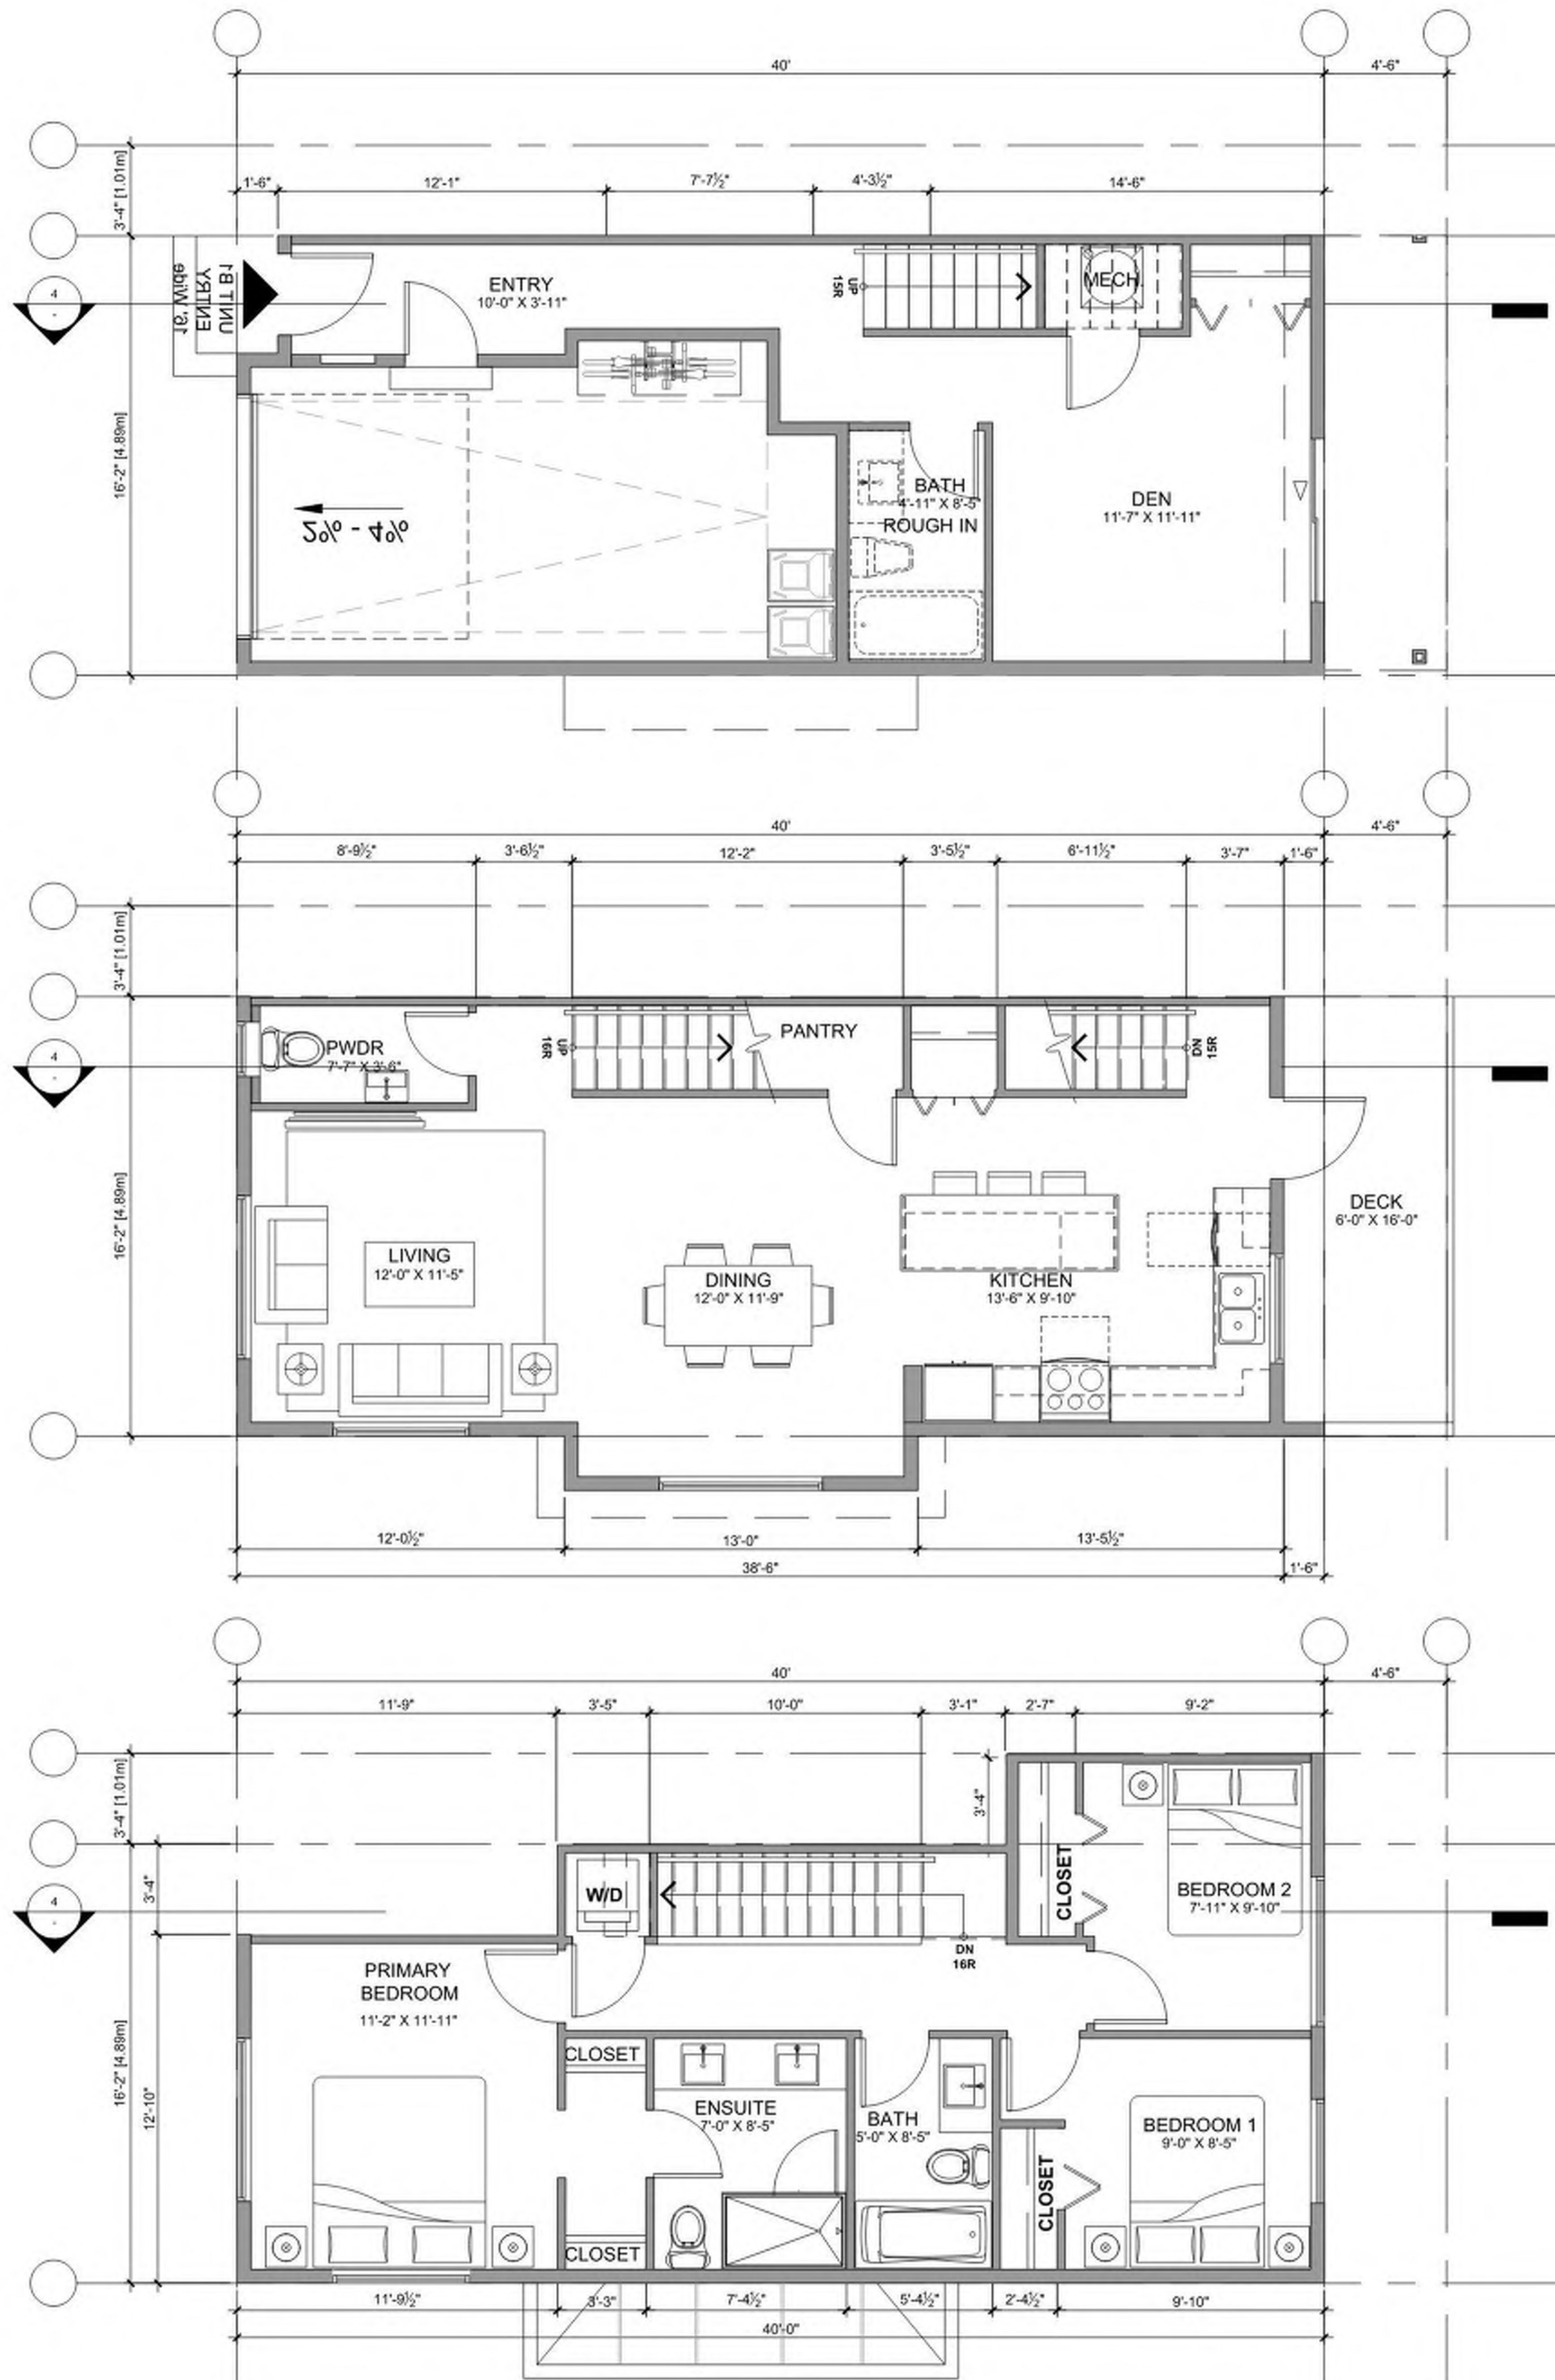 40'
4'-6"
3'-4" [1.01m]
1'-6"
12'-1"
7'-7½"
4'-3½"
14'-6"
16'-2" [4.89m]
4
-
UNIT 18
ENTRY
16' Wide
ENTRY
10'-0" X 3'-11"
UP
15R
MECH.
2% - 4%
BATH
4'-11" X 8'-5"
ROUGH IN
DEN
11'-7" X 11'-11"
40'
4'-6"
8'-9½"
3'-6½"
12'-2"
3'-5½"
6'-11½"
3'-7"
1'-6"
3'-4" [1.01m]
16'-2" [4.89m]
4
-
PWDR
7'-7" X 3'-6"
UP
16R
PANTRY
DN
15R
DECK
6'-0" X 16'-0"
LIVING
12'-0" X 11'-5"
DINING
12'-0" X 11'-9"
KITCHEN
13'-6" X 9'-10"
12'-0½"
13'-0"
13'-5½"
38'-6"
1'-6"
40'
4'-6"
11'-9"
3'-5"
10'-0"
3'-1"
2'-7"
9'-2"
3'-4" [1.01m]
3'-4"
3'-4"
16'-2" [4.89m]
12'-10"
4
-
W/D
CLOSET
BEDROOM 2
7'-11" X 9'-10"
DN
16R
PRIMARY
BEDROOM
11'-2" X 11'-11"
CLOSET
ENSUITE
7'-0" X 8'-5"
BATH
5'-0" X 8'-5"
BEDROOM 1
9'-0" X 8'-5"
CLOSET
CLOSET
11'-9½"
3'-3"
7'-4½"
5'-4½"
2'-4½"
9'-10"
40'-0"